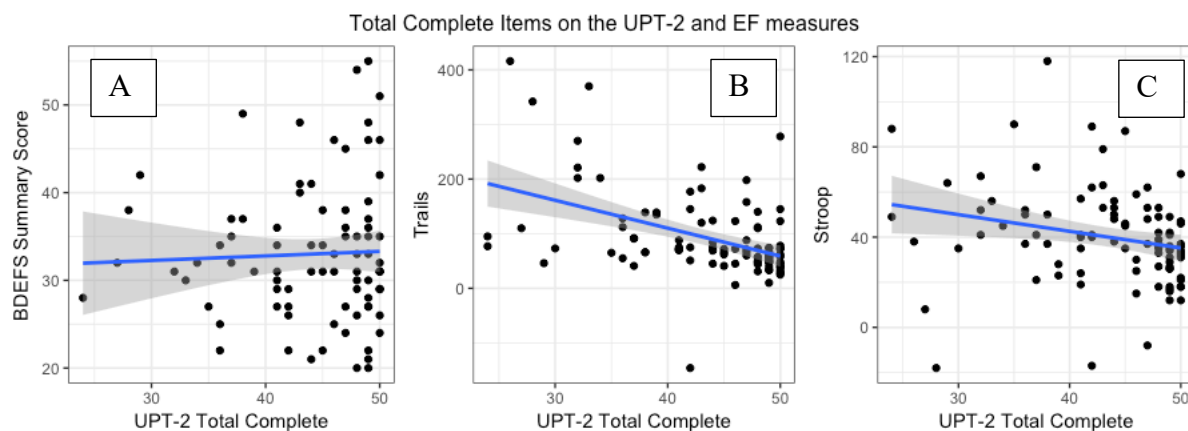 Total Complete Items on the UPT-2 and EF measures
A
BDEFS Summary Score
50
40
30
20
30
40
50
UPT-2 Total Complete
B
Trails
400
200
0
30
40
50
UPT-2 Total Complete
C
Stroop
120
80
40
0
30
40
50
UPT-2 Total Complete